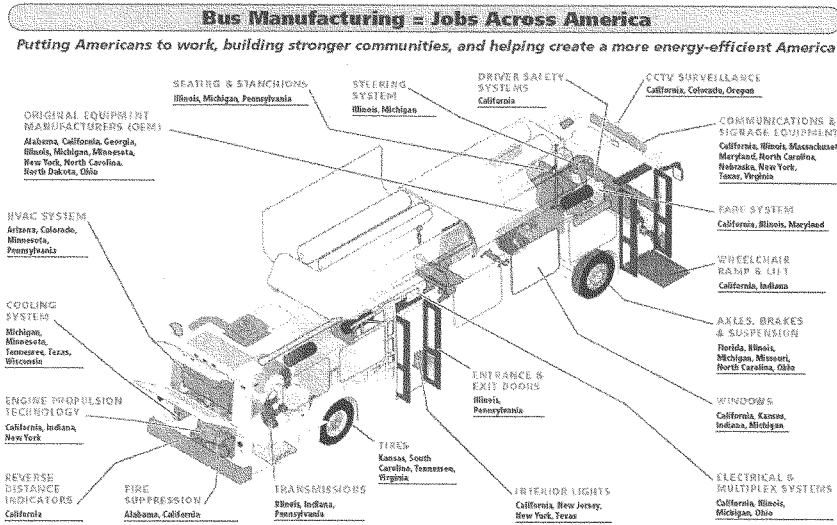 Bus Manufacturing = Jobs Across America
Putting Americans to work, building stronger communities, and helping create a more energy-efficient America
SEATING & STANCHIONS
Illinois, Michigan, Pennsylvania
STEERING
SYSTEM
Illinois, Michigan
DRIVER SAFETY
SYSTEMS
California
CCTV SURVEILLANCE
California, Colorado, Oregon
ORIGINAL EQUIPMENT
MANUFACTURERS (OEM)
Alabama, California, Georgia,
Illinois, Michigan, Minnesota,
New York, North Carolina,
North Dakota, Ohio
COMMUNICATIONS &
SIGNAGE EQUIPMENT
California, Illinois, Massachuset
Maryland, North Carolina,
Nebraska, New York,
Texas, Virginia
HVAC SYSTEM
Arizona, Colorado,
Minnesota,
Pennsylvania
FARE SYSTEM
California, Illinois, Maryland
WHEELCHAIR
RAMP & LIFT
California, Indiana
COOLING
SYSTEM
Michigan,
Minnesota,
Tennessee, Texas,
Wisconsin
AXLES, BRAKES
& SUSPENSION
Florida, Illinois,
Michigan, Missouri,
North Carolina, Ohio
ENTRANCE &
EXIT DOORS
Illinois,
Pennsylvania
ENGINE PROPULSION
TECHNOLOGY
California, Indiana,
New York
WINDOWS
California, Kansas,
Indiana, Michigan
TIRES
Kansas, South
Carolina, Tennessee,
Virginia
REVERSE
DISTANCE
INDICATORS
California
FIRE
SUPPRESSION
Alabama, California
TRANSMISSIONS
Illinois, Indiana,
Pennsylvania
INTERIOR LIGHTS
California, New Jersey,
New York, Texas
ELECTRICAL &
MULTIPLEX SYSTEMS
California, Illinois,
Michigan, Ohio